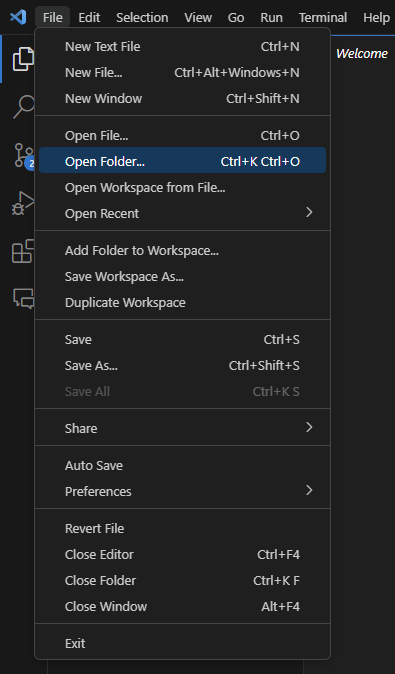 File Edit Selection View Go Run Terminal Help
Welcome
New Text File Ctrl+N
New File... Ctrl+Alt+Windows+N
New Window Ctrl+Shift+N
Open File... Ctrl+O
Open Folder... Ctrl+K Ctrl+O
Open Workspace from File...
Open Recent
Add Folder to Workspace...
Save Workspace As...
Duplicate Workspace
Save Ctrl+S
Save As... Ctrl+Shift+S
Save All Ctrl+K S
Share
Auto Save
Preferences
Revert File
Close Editor Ctrl+F4
Close Folder Ctrl+K F
Close Window Alt+F4
Exit
2